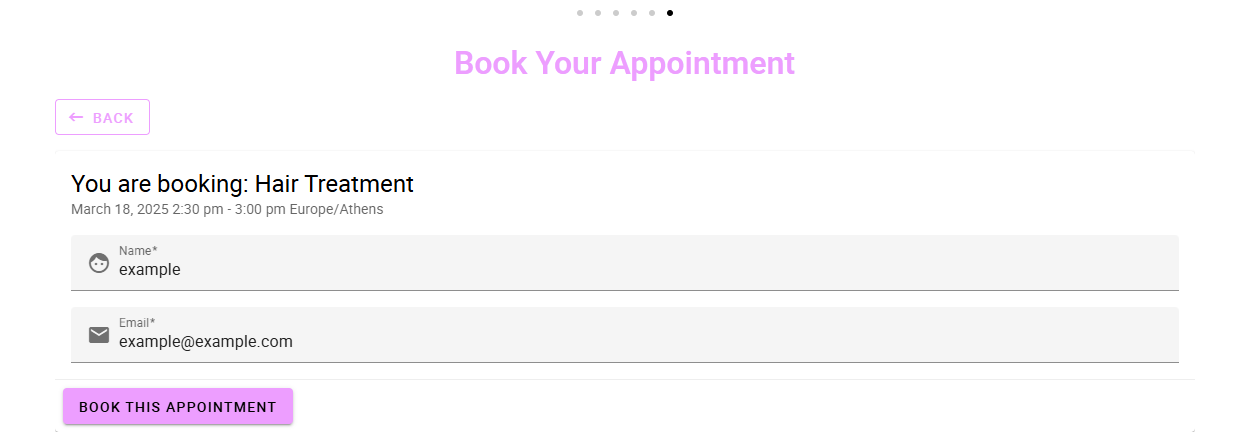 Book Your Appointment
← BACK
You are booking: Hair Treatment
March 18, 2025 2:30 pm - 3:00 pm Europe/Athens
Name*
example
Email*
example@example.com
BOOK THIS APPOINTMENT